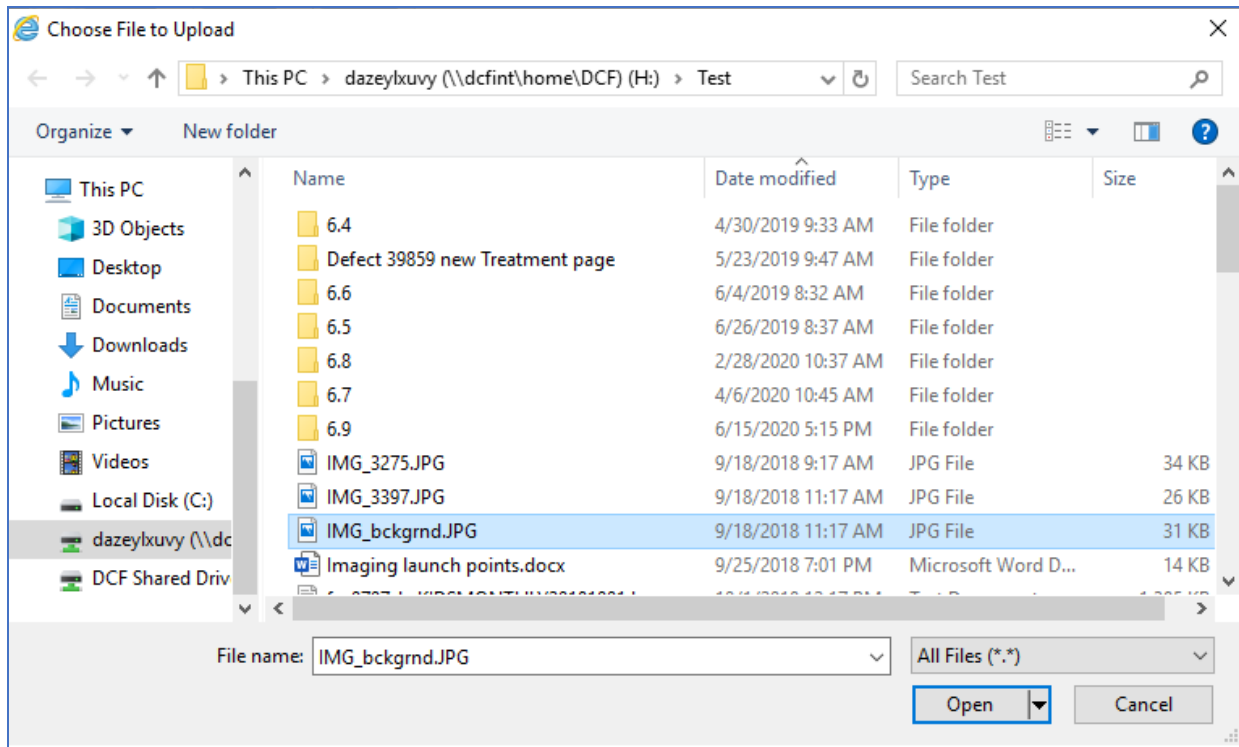 Choose File to Upload
This PC > dazeylxuvy (\\dcfint\home\DCF) (H:) > Test
Search Test
Organize
New folder
Name Date modified Type Size
This PC
3D Objects
Desktop
Documents
Downloads
Music
Pictures
Videos
Local Disk (C:)
dazeylxuvy (\\dc
DCF Shared Driv
6.4 4/30/2019 9:33 AM File folder
Defect 39859 new Treatment page 5/23/2019 9:47 AM File folder
6.6 6/4/2019 8:32 AM File folder
6.5 6/26/2019 8:37 AM File folder
6.8 2/28/2020 10:37 AM File folder
6.7 4/6/2020 10:45 AM File folder
6.9 6/15/2020 5:15 PM File folder
IMG_3275.JPG 9/18/2018 9:17 AM JPG File 34 KB
IMG_3397.JPG 9/18/2018 11:17 AM JPG File 26 KB
IMG_bckgrnd.JPG 9/18/2018 11:17 AM JPG File 31 KB
Imaging launch points.docx 9/25/2018 7:01 PM Microsoft Word D... 14 KB
File name: IMG_bckgrnd.JPG All Files (*.*)
Open Cancel